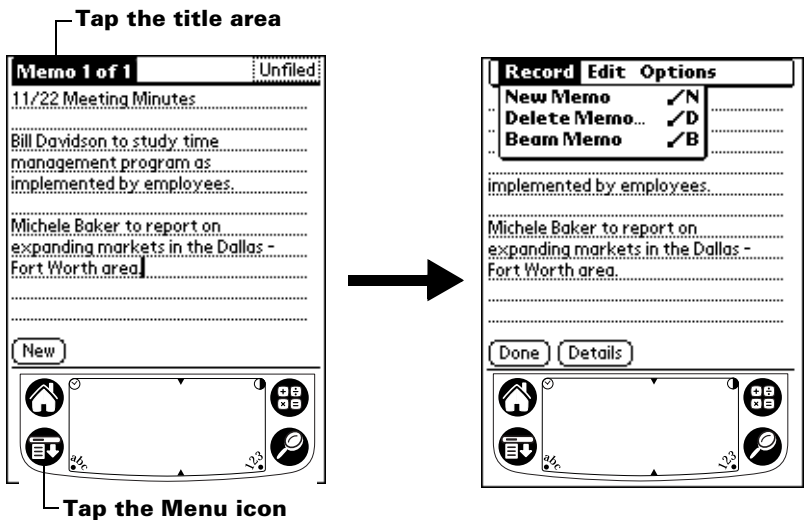 Tap the title area
Memo 1 of 1 Unfiled
11/22 Meeting Minutes
Bill Davidson to study time
management program as
implemented by employees.
Michele Baker to report on
expanding markets in the Dallas -
Fort Worth area.
New
abc 123
Tap the Menu icon
Record Edit Options
New Memo ✓N
Delete Memo... ✓D
Beam Memo ✓B
implemented by employees.
Michele Baker to report on
expanding markets in the Dallas -
Fort Worth area.
Done Details
abc 123